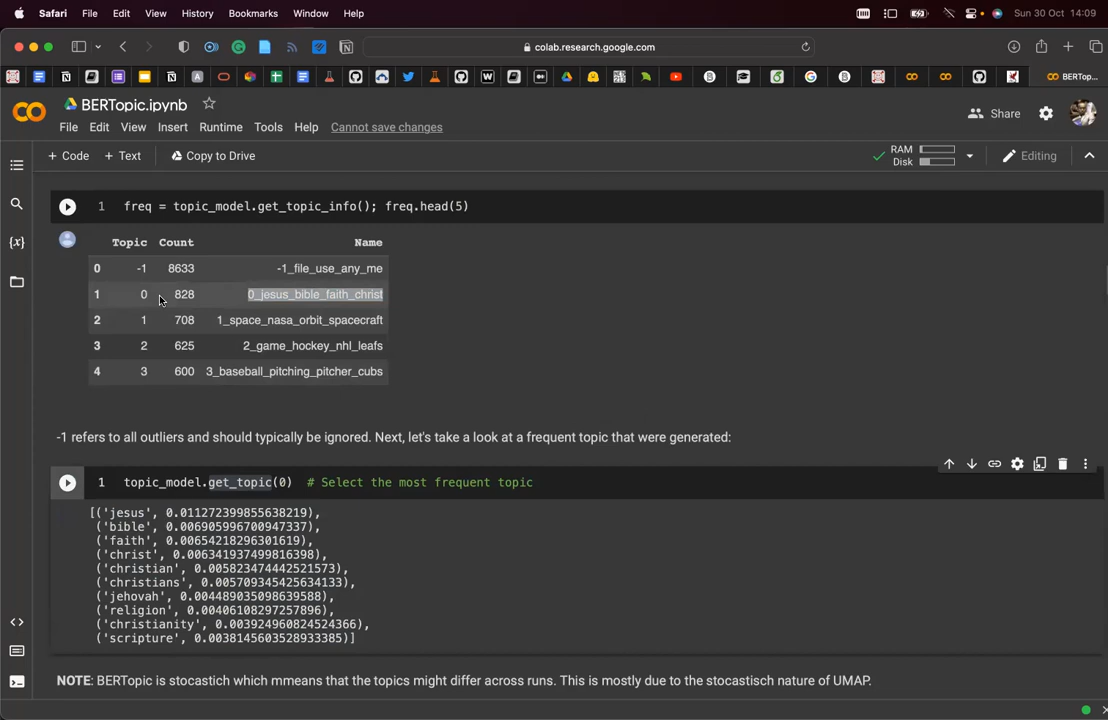 Safari File Edit View History Bookmarks Window Help Sun 30 Oct 14:09
colab.research.google.com
BERTop...
BERTopic.ipynb
File Edit View Insert Runtime Tools Help Cannot save changes Share
+ Code + Text Copy to Drive RAM Disk Editing
1 freq = topic_model.get_topic_info(); freq.head(5)
Topic Count Name
0 -1 8633 -1_file_use_any_me
1 0 828 0_jesus_bible_faith_christ
2 1 708 1_space_nasa_orbit_spacecraft
3 2 625 2_game_hockey_nhl_leafs
4 3 600 3_baseball_pitching_pitcher_cubs
-1 refers to all outliers and should typically be ignored. Next, let's take a look at a frequent topic that were generated:
1 topic_model.get_topic(0) # Select the most frequent topic
[('jesus', 0.011272399855638219),
('bible', 0.006905996700947337),
('faith', 0.00654218296301619),
('christ', 0.006341937499816398),
('christian', 0.005823474442521573),
('christians', 0.005709345425634133),
('jehovah', 0.004489035098639588),
('religion', 0.00406108297257896),
('christianity', 0.003924960824524366),
('scripture', 0.0038145603528933385)]
NOTE: BERTopic is stocastich which mmeans that the topics might differ across runs. This is mostly due to the stocastisch nature of UMAP.